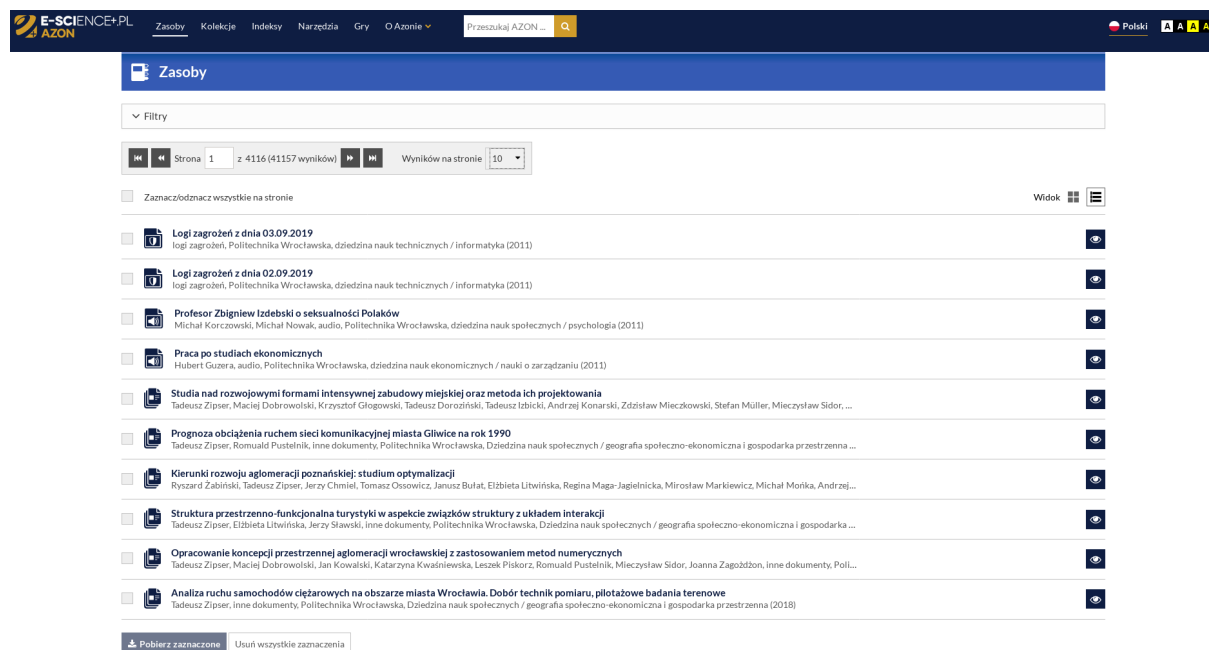 E-SCIENCE+.PL
AZON
Zasoby Kolekcje Indeksy Narzędzia Gry O Azonie Przeszukaj AZON ... Polski A A A A
Zasoby
Filtry
Strona 1 z 4116 (41157 wyników) Wyników na stronie 10
Zaznacz/odznacz wszystkie na stronie Widok
Logi zagrożeń z dnia 03.09.2019
logi zagrożeń, Politechnika Wrocławska, dziedzina nauk technicznych / informatyka (2011)
Logi zagrożeń z dnia 02.09.2019
logi zagrożeń, Politechnika Wrocławska, dziedzina nauk technicznych / informatyka (2011)
Profesor Zbigniew Izdebski o seksualności Polaków
Michał Korczowski, Michał Nowak, audio, Politechnika Wrocławska, dziedzina nauk społecznych / psychologia (2011)
Praca po studiach ekonomicznych
Hubert Guzera, audio, Politechnika Wrocławska, dziedzina nauk ekonomicznych / nauki o zarządzaniu (2011)
Studia nad rozwojowymi formami intensywnej zabudowy miejskiej oraz metoda ich projektowania
Tadeusz Zipser, Maciej Dobrowolski, Krzysztof Głogowski, Tadeusz Doroziński, Tadeusz Izbicki, Andrzej Konarski, Zdzisław Mieczkowski, Stefan Müller, Mieczysław Sidor, ...
Prognoza obciążenia ruchem sieci komunikacyjnej miasta Gliwice na rok 1990
Tadeusz Zipser, Romuald Pustelnik, inne dokumenty, Politechnika Wrocławska, Dziedzina nauk społecznych / geografia społeczno-ekonomiczna i gospodarka przestrzenna ...
Kierunki rozwoju aglomeracji poznańskiej: studium optymalizacji
Ryszard Żabiński, Tadeusz Zipser, Jerzy Chmiel, Tomasz Ossowicz, Janusz Bułat, Elżbieta Litwińska, Regina Maga-Jagielnicka, Mirosław Markiewicz, Michał Mońka, Andrzej...
Struktura przestrzenno-funkcjonalna turystyki w aspekcie związków struktury z układem interakcji
Tadeusz Zipser, Elżbieta Litwińska, Jerzy Sławski, inne dokumenty, Politechnika Wrocławska, Dziedzina nauk społecznych / geografia społeczno-ekonomiczna i gospodarka ...
Opracowanie koncepcji przestrzennej aglomeracji wrocławskiej z zastosowaniem metod numerycznych
Tadeusz Zipser, Maciej Dobrowolski, Jan Kowalski, Katarzyna Kwaśniewska, Leszek Piskorz, Romuald Pustelnik, Mieczysław Sidor, Joanna Zagożdżon, inne dokumenty, Poli...
Analiza ruchu samochodów ciężarowych na obszarze miasta Wrocławia. Dobór technik pomiaru, pilotażowe badania terenowe
Tadeusz Zipser, inne dokumenty, Politechnika Wrocławska, Dziedzina nauk społecznych / geografia społeczno-ekonomiczna i gospodarka przestrzenna (2018)
Pobierz zaznaczone Usuń wszystkie zaznaczenia